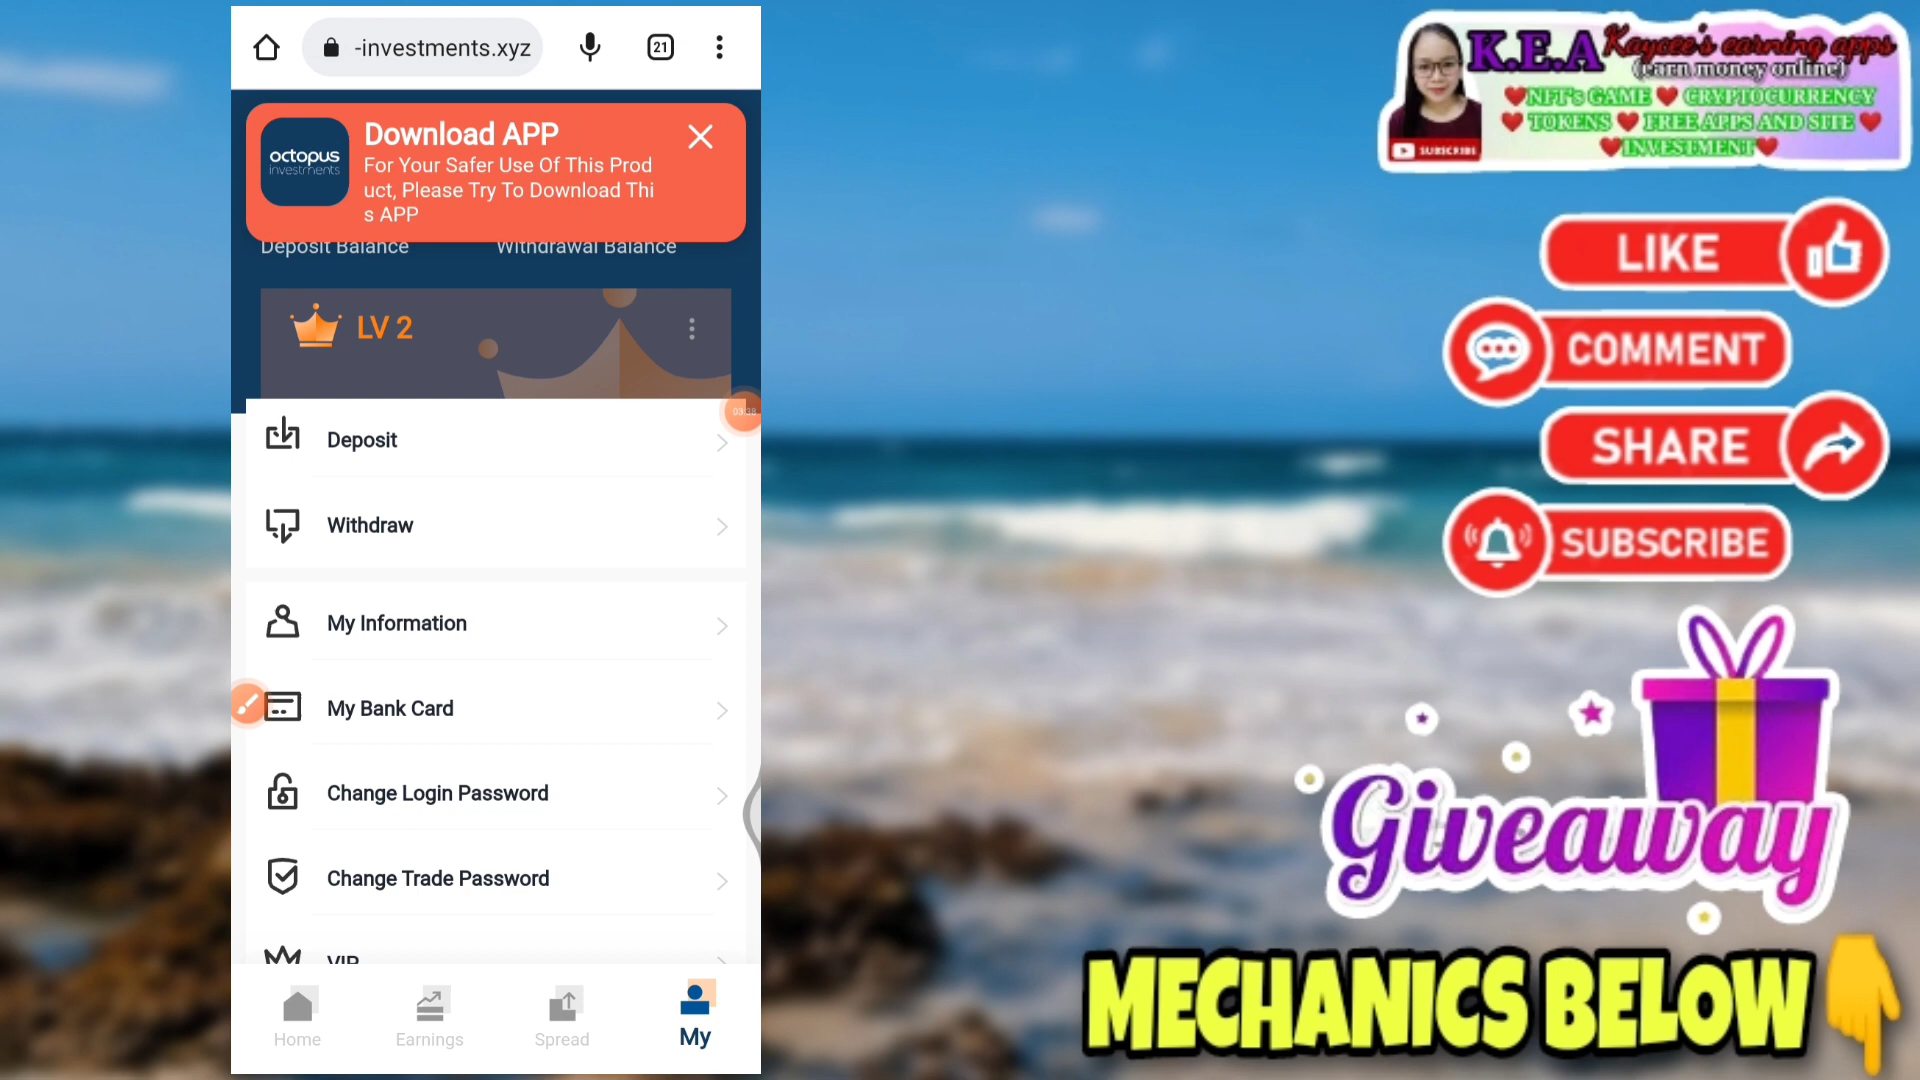 -investments.xyz
21
octopus
investments
Download APP
For Your Safer Use Of This Prod
uct, Please Try To Download Thi
s APP
Deposit Balance
Withdrawal Balance
LV 2
03:38
Deposit
Withdraw
My Information
My Bank Card
Change Login Password
Change Trade Password
VIP
Home
Earnings
Spread
My
K.E.A Kaycee's earning apps
(earn money online)
NFT's GAME CRYPTOCURRENCY
TOKENS FREE APPS AND SITE
INVESTMENT
SUBSCRIBE
LIKE
COMMENT
SHARE
SUBSCRIBE
Giveaway
MECHANICS BELOW